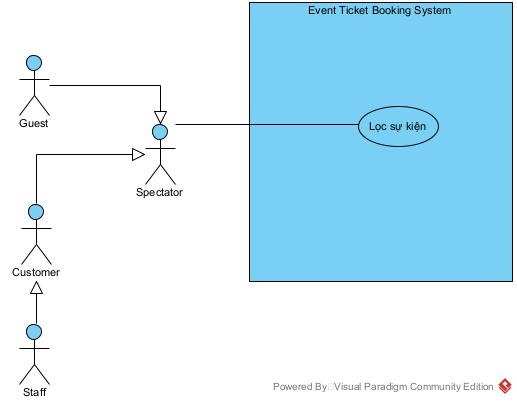 Event Ticket Booking System
Guest
Lọc sự kiện
Spectator
Customer
Staff
Powered By Visual Paradigm Community Edition